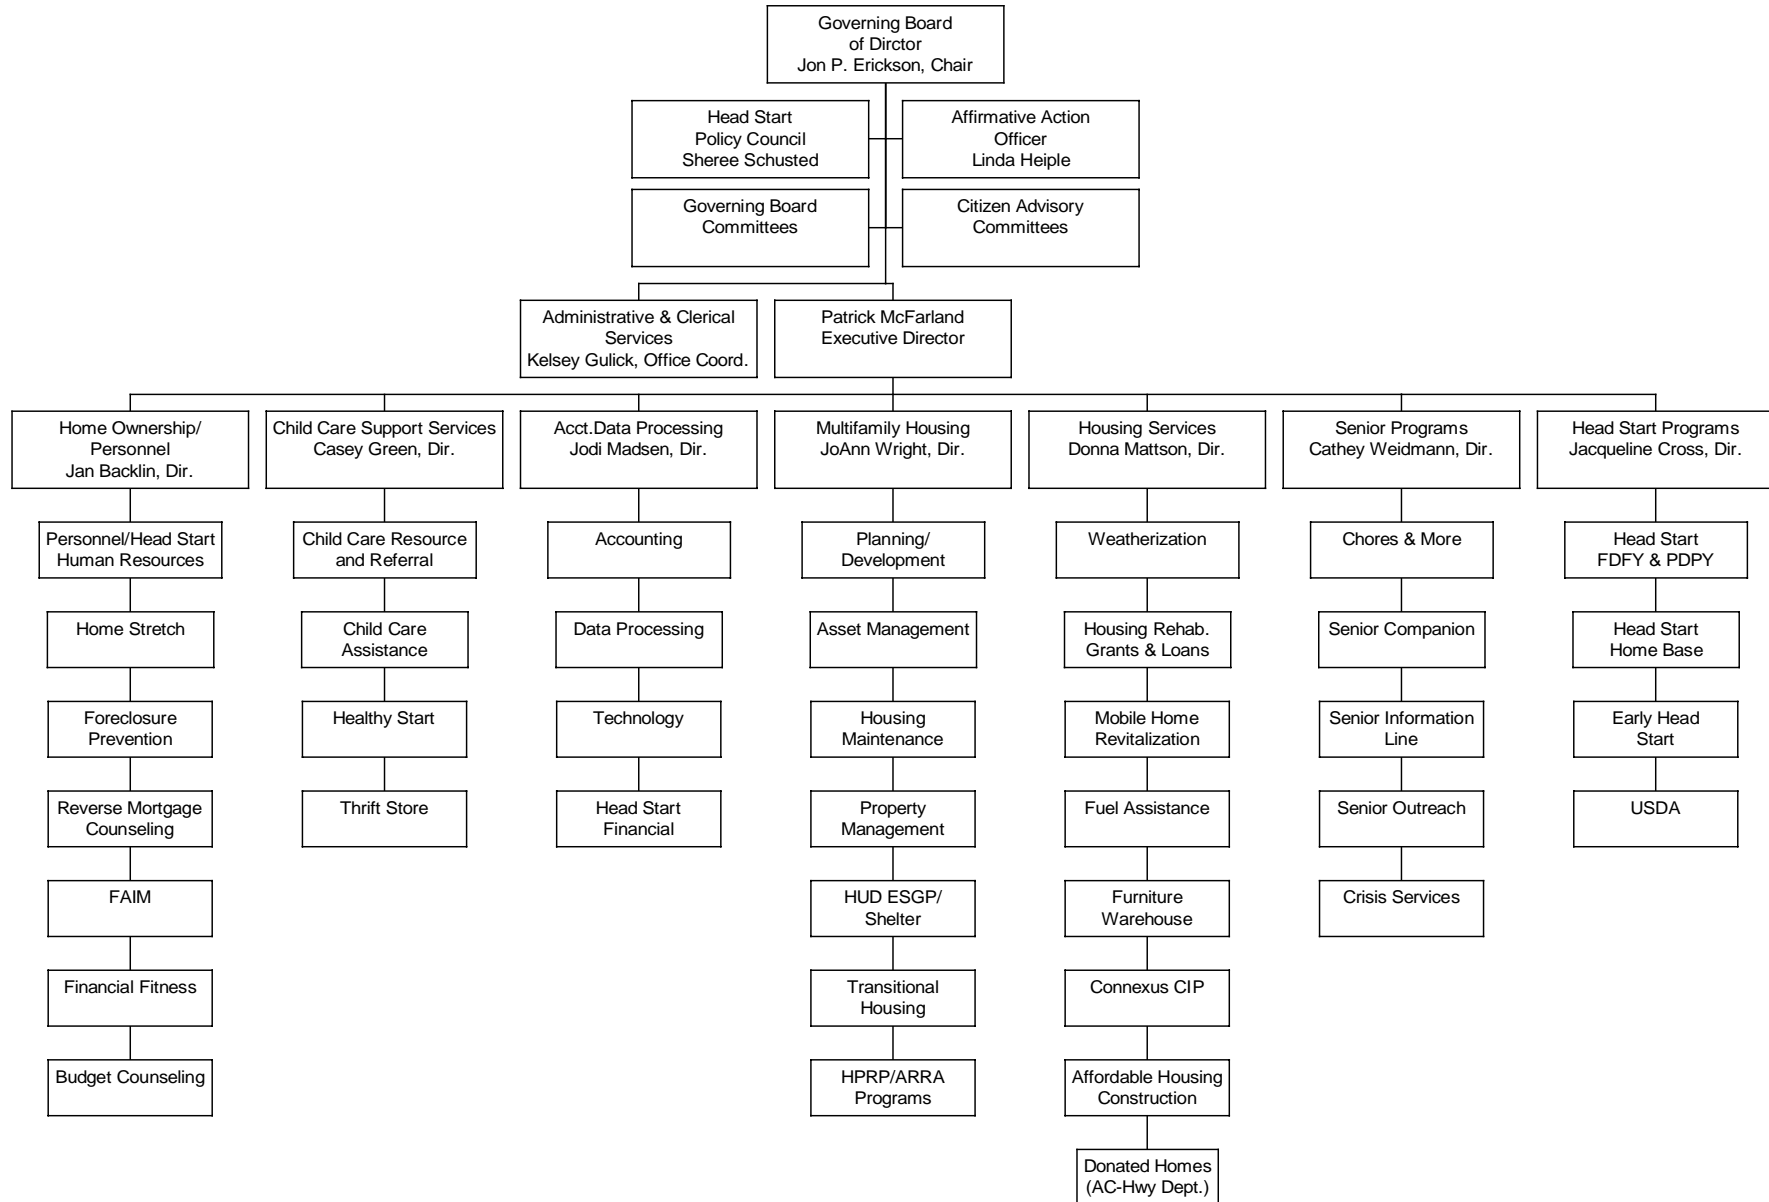 Governing Board
of Dirctor
Jon P. Erickson, Chair
Head Start
Policy Council
Sheree Schusted
Affirmative Action
Officer
Linda Heiple
Governing Board
Committees
Citizen Advisory
Committees
Administrative & Clerical
Services
Kelsey Gulick, Office Coord.
Patrick McFarland
Executive Director
Home Ownership/
Personnel
Jan Backlin, Dir.
Personnel/Head Start
Human Resources
Home Stretch
Foreclosure
Prevention
Reverse Mortgage
Counseling
FAIM
Financial Fitness
Budget Counseling
Child Care Support Services
Casey Green, Dir.
Child Care Resource
and Referral
Child Care
Assistance
Healthy Start
Thrift Store
Acct.Data Processing
Jodi Madsen, Dir.
Accounting
Data Processing
Technology
Head Start
Financial
Multifamily Housing
JoAnn Wright, Dir.
Planning/
Development
Asset Management
Housing
Maintenance
Property
Management
HUD ESGP/
Shelter
Transitional
Housing
HPRP/ARRA
Programs
Housing Services
Donna Mattson, Dir.
Weatherization
Housing Rehab.
Grants & Loans
Mobile Home
Revitalization
Fuel Assistance
Furniture
Warehouse
Connexus CIP
Affordable Housing
Construction
Donated Homes
(AC-Hwy Dept.)
Senior Programs
Cathey Weidmann, Dir.
Chores & More
Senior Companion
Senior Information
Line
Senior Outreach
Crisis Services
Head Start Programs
Jacqueline Cross, Dir.
Head Start
FDFY & PDPY
Head Start
Home Base
Early Head
Start
USDA